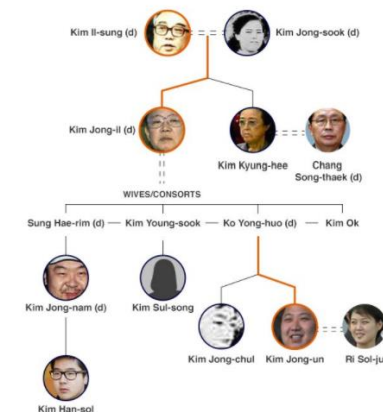 Kim Il-sung (d)
Kim Jong-sook (d)
Kim Jong-il (d)
Kim Kyung-hee
Chang
Song-thaek (d)
WIVES/CONSORTS
Sung Hae-rim (d)
Kim Young-sook
Ko Yong-huo (d)
Kim Ok
Kim Jong-nam (d)
Kim Sul-song
Kim Jong-chul
Kim Jong-un
Ri Sol-ju
Kim Han-sol